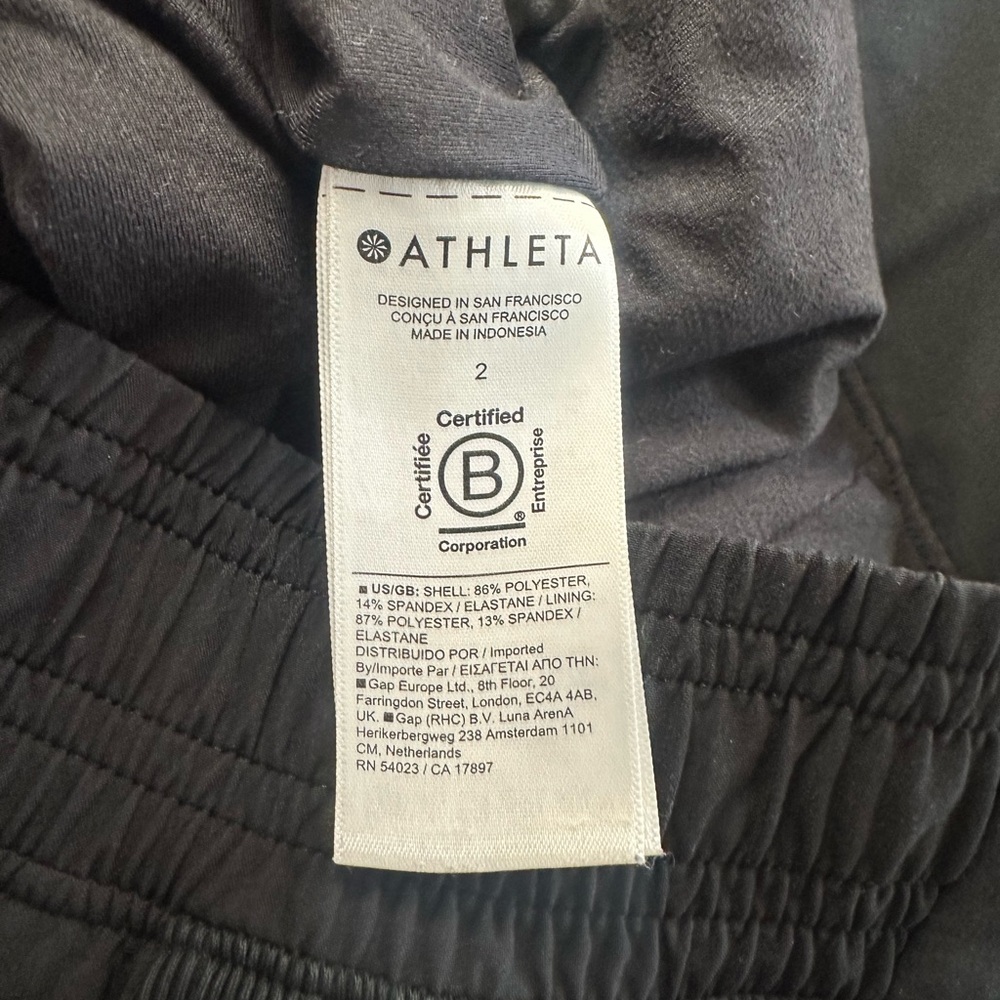 ATHLETA
DESIGNED IN SAN FRANCISCO
CONÇU À SAN FRANCISCO
MADE IN INDONESIA
2
Certified
Certifiée
B
Entreprise
®
Corporation
US/GB: SHELL: 86% POLYESTER,
14% SPANDEX / ELASTANE / LINING:
87% POLYESTER, 13% SPANDEX /
ELASTANE
DISTRIBUIDO POR / Imported
By/Importe Par / ΕΙΣΑΓΕΤΑΙ ΑΠΟ ΤΗΝ:
Gap Europe Ltd., 8th Floor, 20
Farringdon Street, London, EC4A 4AB,
UK. Gap (RHC) B.V. Luna ArenA
Herikerbergweg 238 Amsterdam 1101
CM, Netherlands
RN 54023 / CA 17897